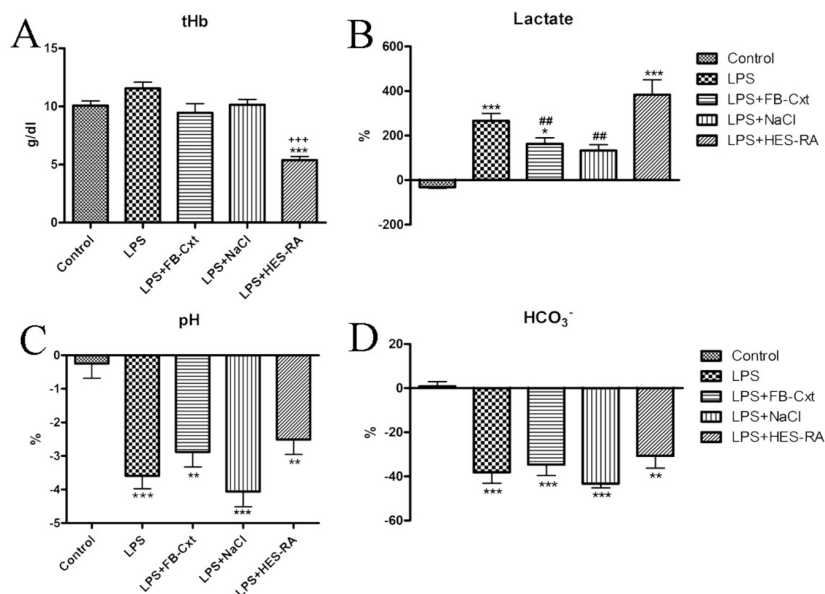 A
tHb
15
10
5
0
g/dl
+++
***
Control
LPS
LPS+FB-Cxt
LPS+NaCl
LPS+HES-RA
B
Lactate
600
400
200
0
-200
%
***
##
*
##
***
Control
LPS
LPS+FB-Cxt
LPS+NaCl
LPS+HES-RA
C
pH
-0
-1
-2
-3
-4
-5
%
***
**
***
**
Control
LPS
LPS+FB-Cxt
LPS+NaCl
LPS+HES-RA
D
HCO₃⁻
20
0
-20
-40
-60
%
***
***
***
**
Control
LPS
LPS+FB-Cxt
LPS+NaCl
LPS+HES-RA